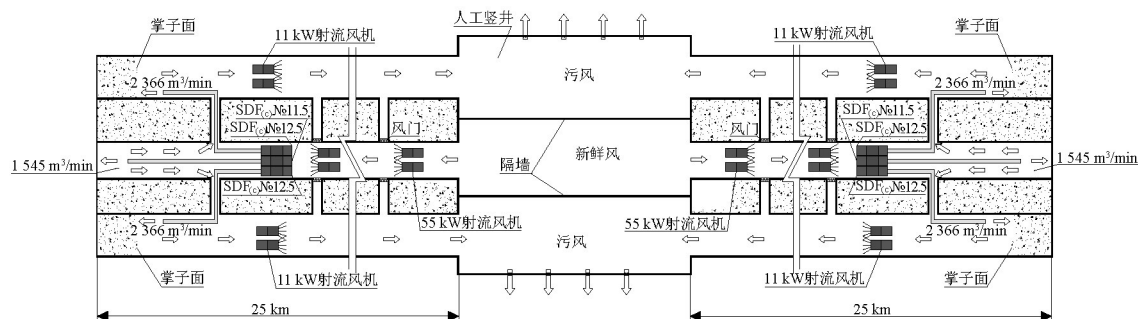 掌子面
11 kW射流风机
人工竖井
11 kW射流风机
掌子面
污风
2 366 m³/min
2 366 m³/min
SDF(c)№11.5
SDF(c)№11.5
SDF(c)№12.5
风门
风门
SDF(c)№12.5
新鲜风
1 545 m³/min
隔墙
1 545 m³/min
SDF(c)№12.5
SDF(c)№12.5
55 kW射流风机
55 kW射流风机
2 366 m³/min
2 366 m³/min
污风
掌子面
11 kW射流风机
11 kW射流风机
掌子面
25 km
25 km